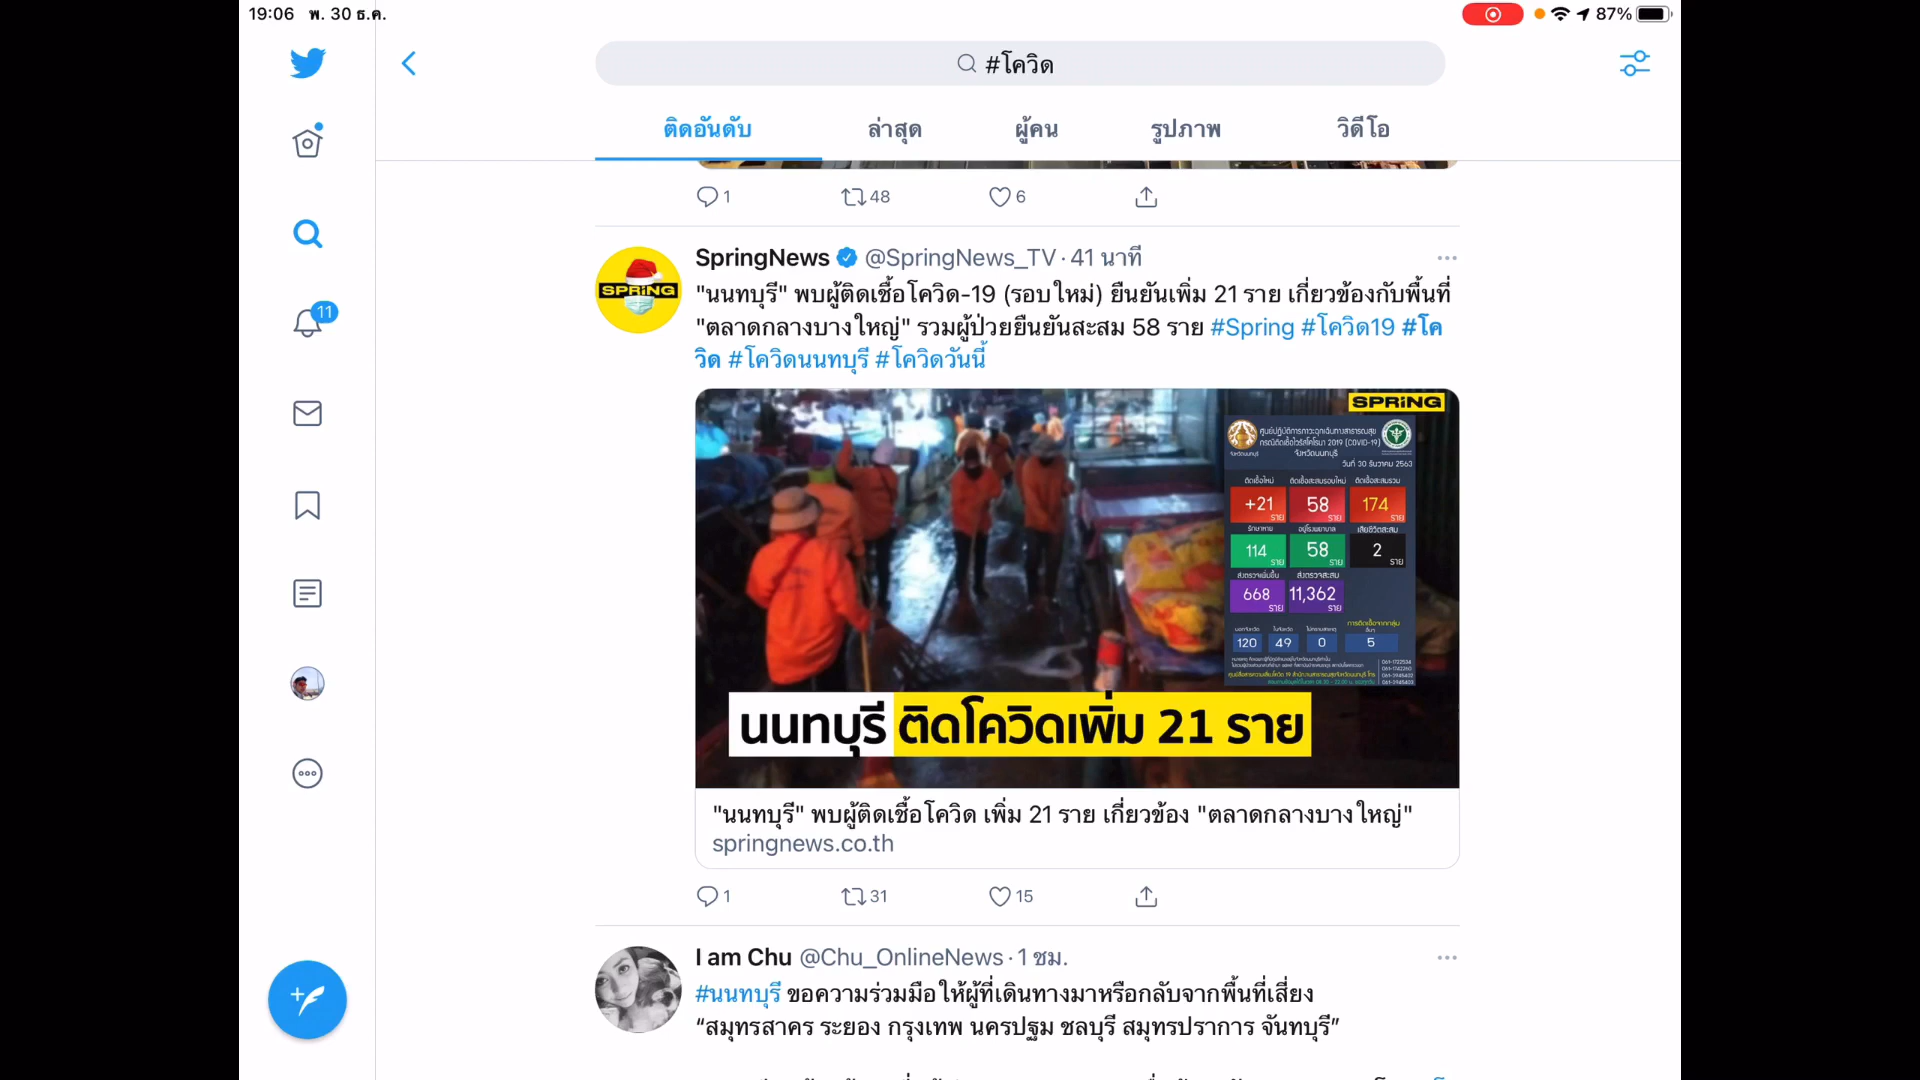 19:06 พ. 30 ธ.ค.
87%
#โควิด
ติดอันดับ ล่าสุด ผู้คน รูปภาพ วิดีโอ
1 48 6
SpringNews @SpringNews_TV · 41 นาที
"นนทบุรี" พบผู้ติดเชื้อโควิด-19 (รอบใหม่) ยืนยันเพิ่ม 21 ราย เกี่ยวข้องกับพื้นที่
"ตลาดกลางบางใหญ่" รวมผู้ป่วยยืนยันสะสม 58 ราย #Spring #โควิด19 #โค
วิด #โควิดนนทบุรี #โควิดวันนี้
SPRiNG
11
SPRiNG
ศูนย์ปฏิบัติการภาวะฉุกเฉินทางสาธารณสุข
กรณีติดเชื้อไวรัสโคโรนา 2019 (COVID-19)
จังหวัดนนทบุรี
วันที่ 30 ธันวาคม 2563
ติดเชื้อใหม่ ติดเชื้อสะสมรอบใหม่ ติดเชื้อสะสมรวม
+21 ราย 58 ราย 174 ราย
รักษาหาย อยู่โรงพยาบาล เสียชีวิตสะสม
114 ราย 58 ราย 2 ราย
ส่งตรวจเพิ่มขึ้น ส่งตรวจสะสม
668 ราย 11,362 ราย
120 49 0 5
นนทบุรี ติดโควิดเพิ่ม 21 ราย
"นนทบุรี" พบผู้ติดเชื้อโควิด เพิ่ม 21 ราย เกี่ยวข้อง "ตลาดกลางบางใหญ่"
springnews.co.th
1 31 15
I am Chu @Chu_OnlineNews · 1 ชม.
#นนทบุรี ขอความร่วมมือให้ผู้ที่เดินทางมาหรือกลับจากพื้นที่เสี่ยง
“สมุทรสาคร ระยอง กรุงเทพ นครปฐม ชลบุรี สมุทรปราการ จันทบุรี”